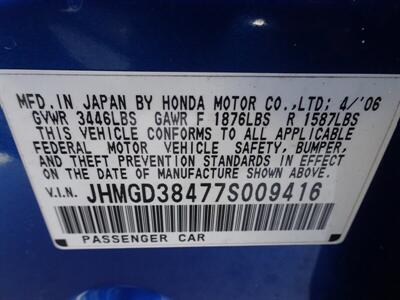 MFD.IN JAPAN BY HONDA MOTOR CO.,LTD; 4/'06
GVWR 3446LBS GAWR F 1876LBS R 1587LBS
THIS VEHICLE CONFORMS TO ALL APPLICABLE
FEDERAL MOTOR VEHICLE SAFETY, BUMPER,
AND THEFT PREVENTION STANDARDS IN EFFECT
ON THE DATE OF MANUFACTURE SHOWN ABOVE.
V.I.N. JHMGD38477S009416
PASSENGER CAR